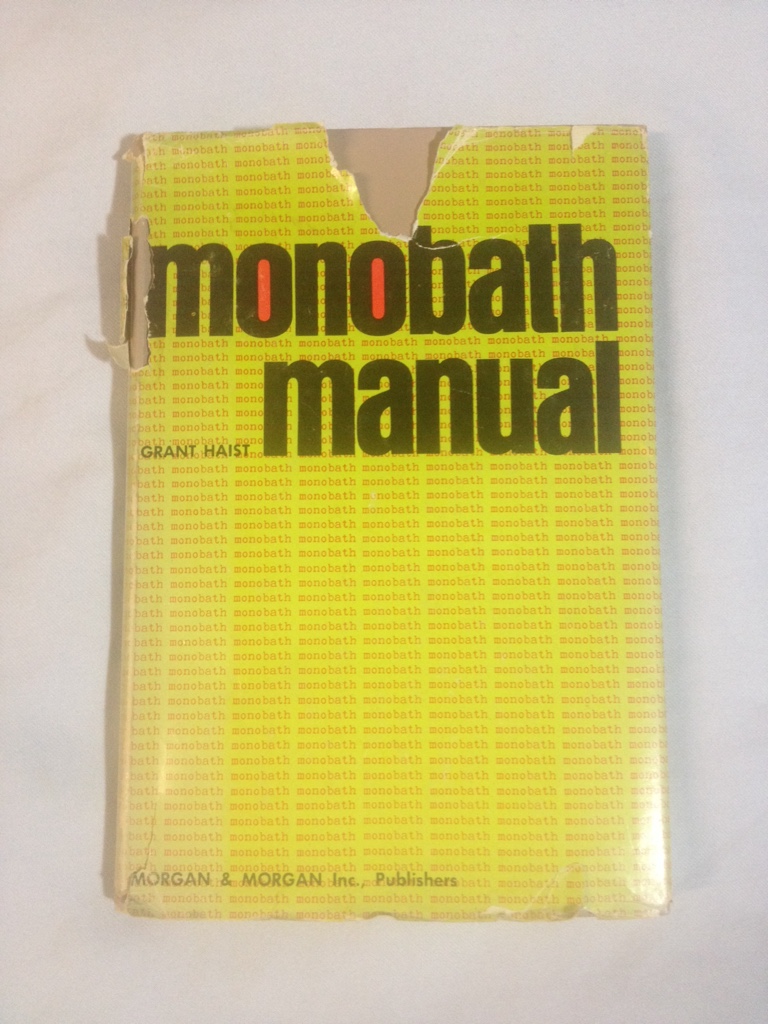 monobath
manual
GRANT HAIST
MORGAN & MORGAN Inc., Publishers